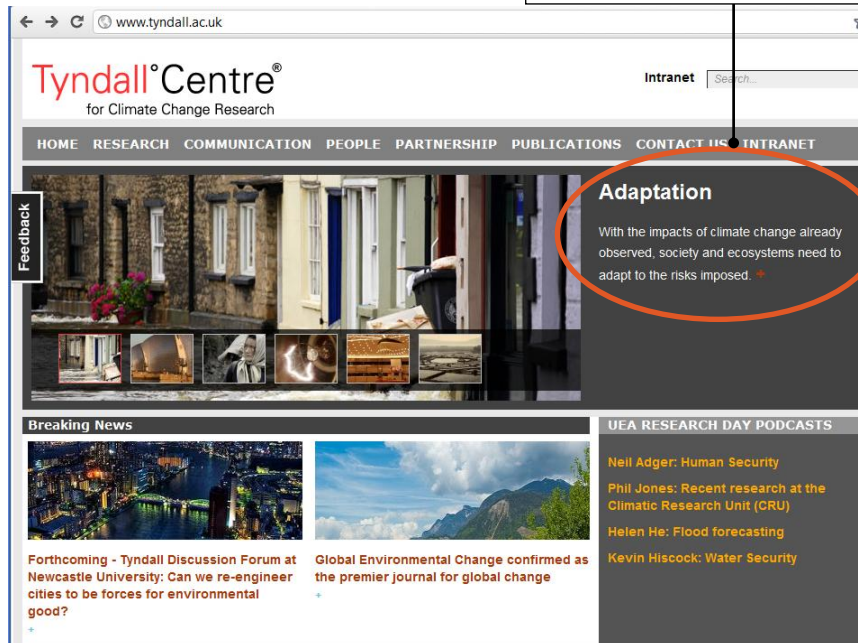 www.tyndall.ac.uk
Tyndall°Centre®
for Climate Change Research
Intranet
Search...
HOME RESEARCH COMMUNICATION PEOPLE PARTNERSHIP PUBLICATIONS CONTACT US INTRANET
Feedback
Adaptation
With the impacts of climate change already
observed, society and ecosystems need to
adapt to the risks imposed. +
Breaking News
Forthcoming - Tyndall Discussion Forum at
Newcastle University: Can we re-engineer
cities to be forces for environmental
good?
+
Global Environmental Change confirmed as
the premier journal for global change
+
UEA RESEARCH DAY PODCASTS
Neil Adger: Human Security
Phil Jones: Recent research at the
Climatic Research Unit (CRU)
Helen He: Flood forecasting
Kevin Hiscock: Water Security